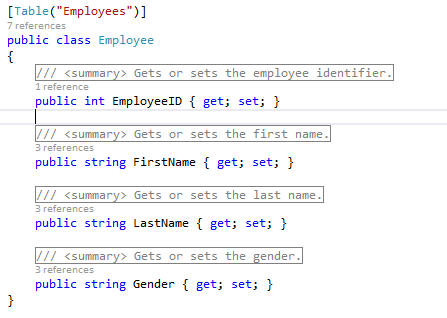 [Table("Employees")]
7 references
public class Employee
{
/// <summary> Gets or sets the employee identifier.
1 reference
public int EmployeeID { get; set; }
/// <summary> Gets or sets the first name.
3 references
public string FirstName { get; set; }
/// <summary> Gets or sets the last name.
3 references
public string LastName { get; set; }
/// <summary> Gets or sets the gender.
3 references
public string Gender { get; set; }
}